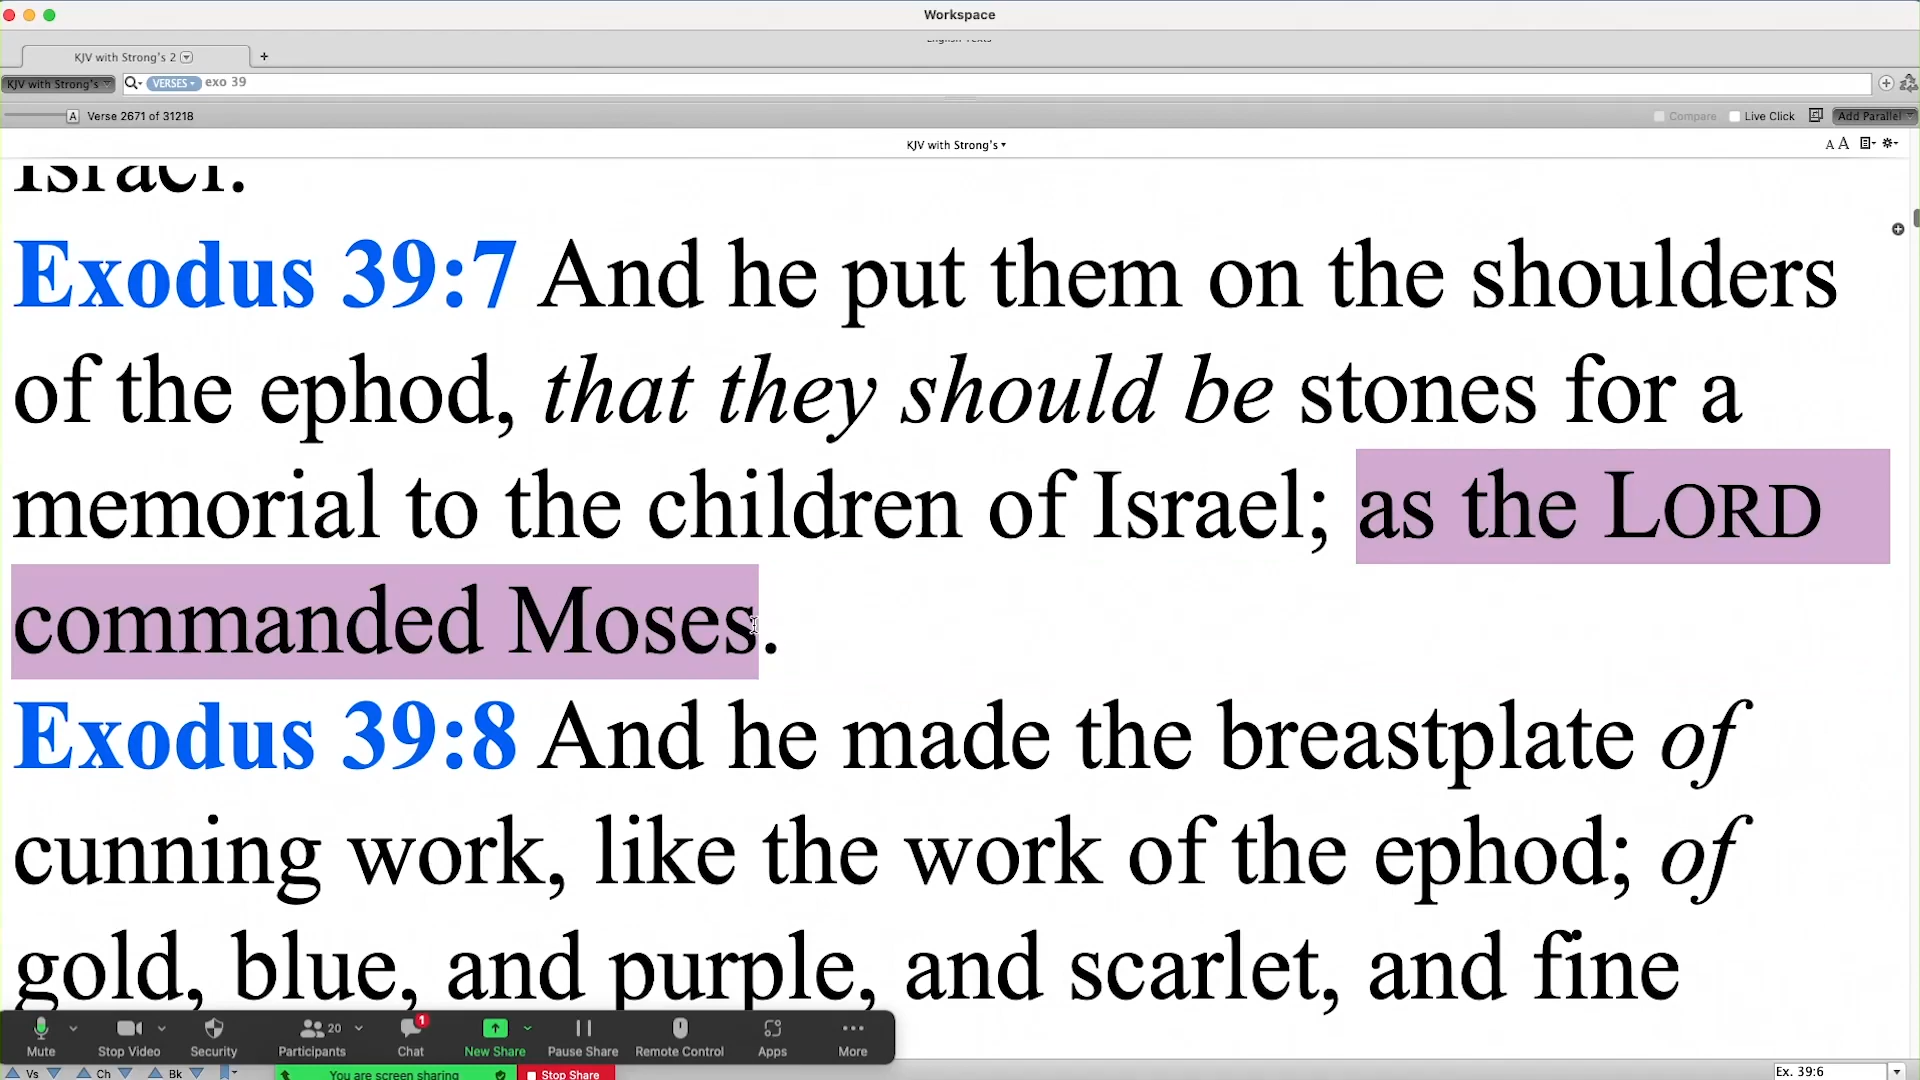 Workspace
English Texts
KJV with Strong's 2
+
KJV with Strong's VERSES exo 39
A Verse 2671 of 31218 Compare Live Click Add Parallel
KJV with Strong's A A
Israel.
Exodus 39:7 And he put them on the shoulders
of the ephod, that they should be stones for a
memorial to the children of Israel; as the LORD
commanded Moses.
Exodus 39:8 And he made the breastplate of
cunning work, like the work of the ephod; of
gold, blue, and purple, and scarlet, and fine
20 1
Mute Stop Video Security Participants Chat New Share Pause Share Remote Control Apps More
Vs Ch Bk You are screen sharing Stop Share Ex. 39:6